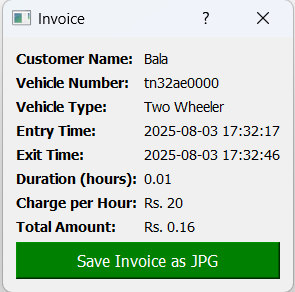 Invoice ?
Customer Name: Bala
Vehicle Number: tn32ae0000
Vehicle Type: Two Wheeler
Entry Time: 2025-08-03 17:32:17
Exit Time: 2025-08-03 17:32:46
Duration (hours): 0.01
Charge per Hour: Rs. 20
Total Amount: Rs. 0.16
Save Invoice as JPG